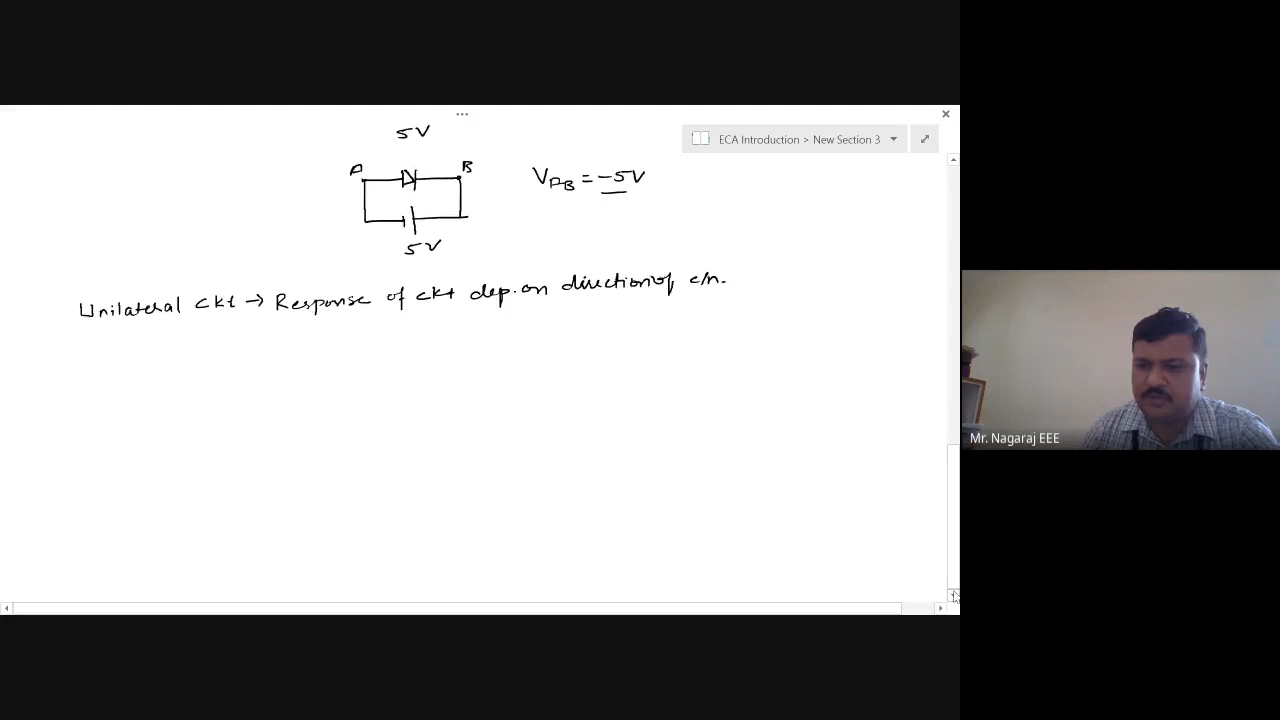 ...
5V
ECA Introduction > New Section 3
A B
V_AB = -5V
5V
Unilateral ckt → Response of ckt dep. on direction of c/n.
Mr. Nagaraj EEE